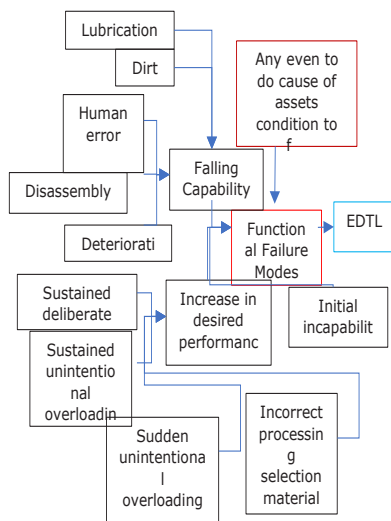 Lubrication
Dirt
Any even to
do cause of
assets
condition to
f
Human
error
Falling
Capability
Disassembly
EDTL
Function
al Failure
Modes
Deteriorati
Sustained
deliberate
Increase in
desired
performanc
Initial
incapabilit
Sustained
unintentio
nal
overloadin
Sudden
unintentiona
l
overloading
Incorrect
processin
g
selection
material